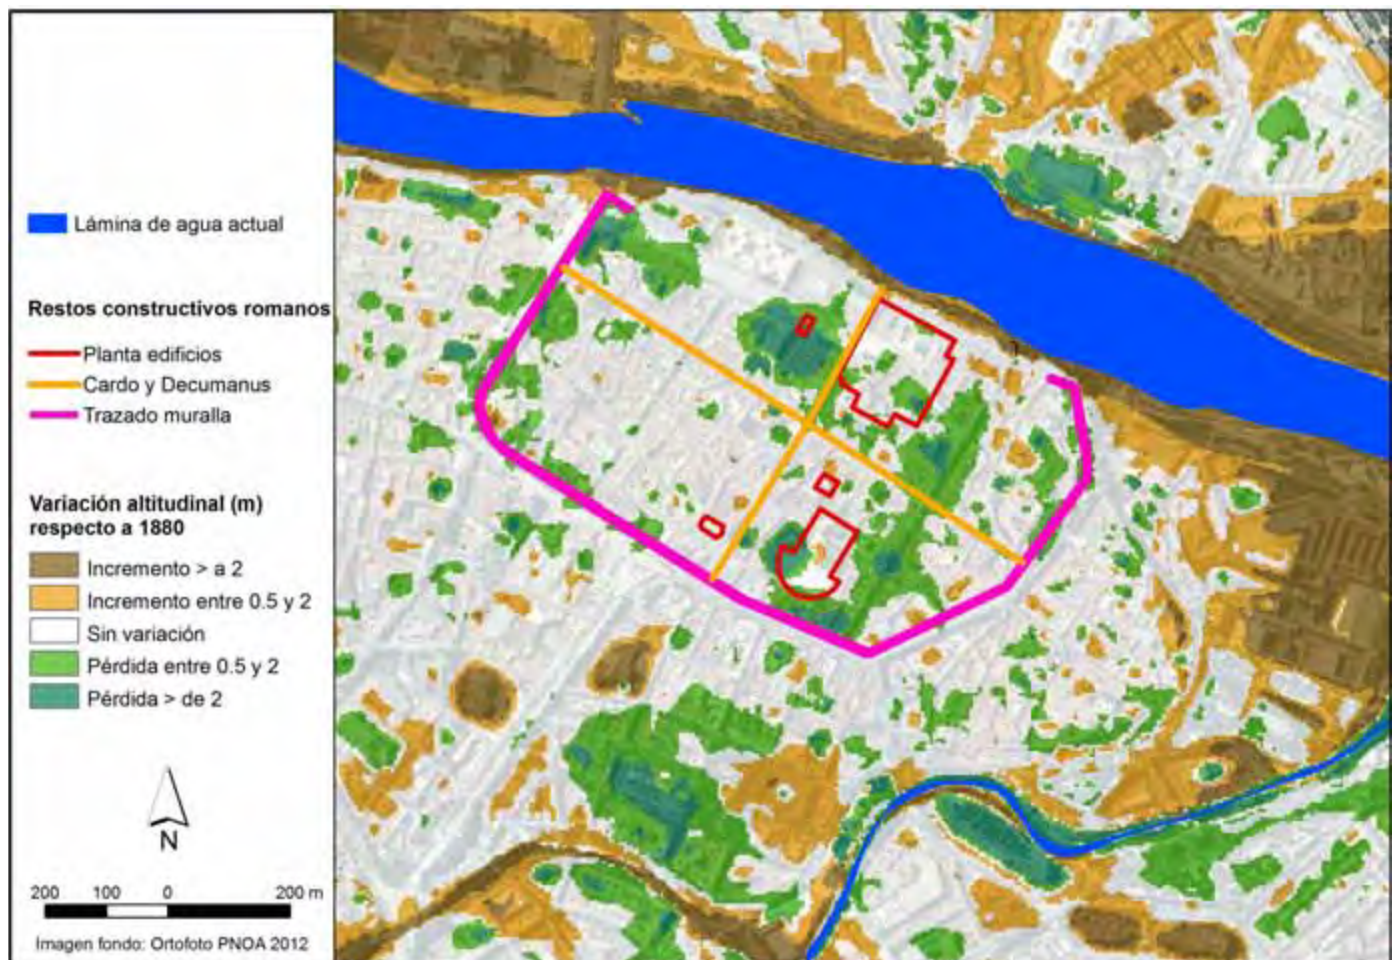 Lámina de agua actual
Restos constructivos romanos
Planta edificios
Cardo y Decumanus
Trazado muralla
Variación altitudinal (m)
respecto a 1880
Incremento > a 2
Incremento entre 0.5 y 2
Sin variación
Pérdida entre 0.5 y 2
Pérdida > de 2
N
200 100 0 200 m
Imagen fondo: Ortofoto PNOA 2012